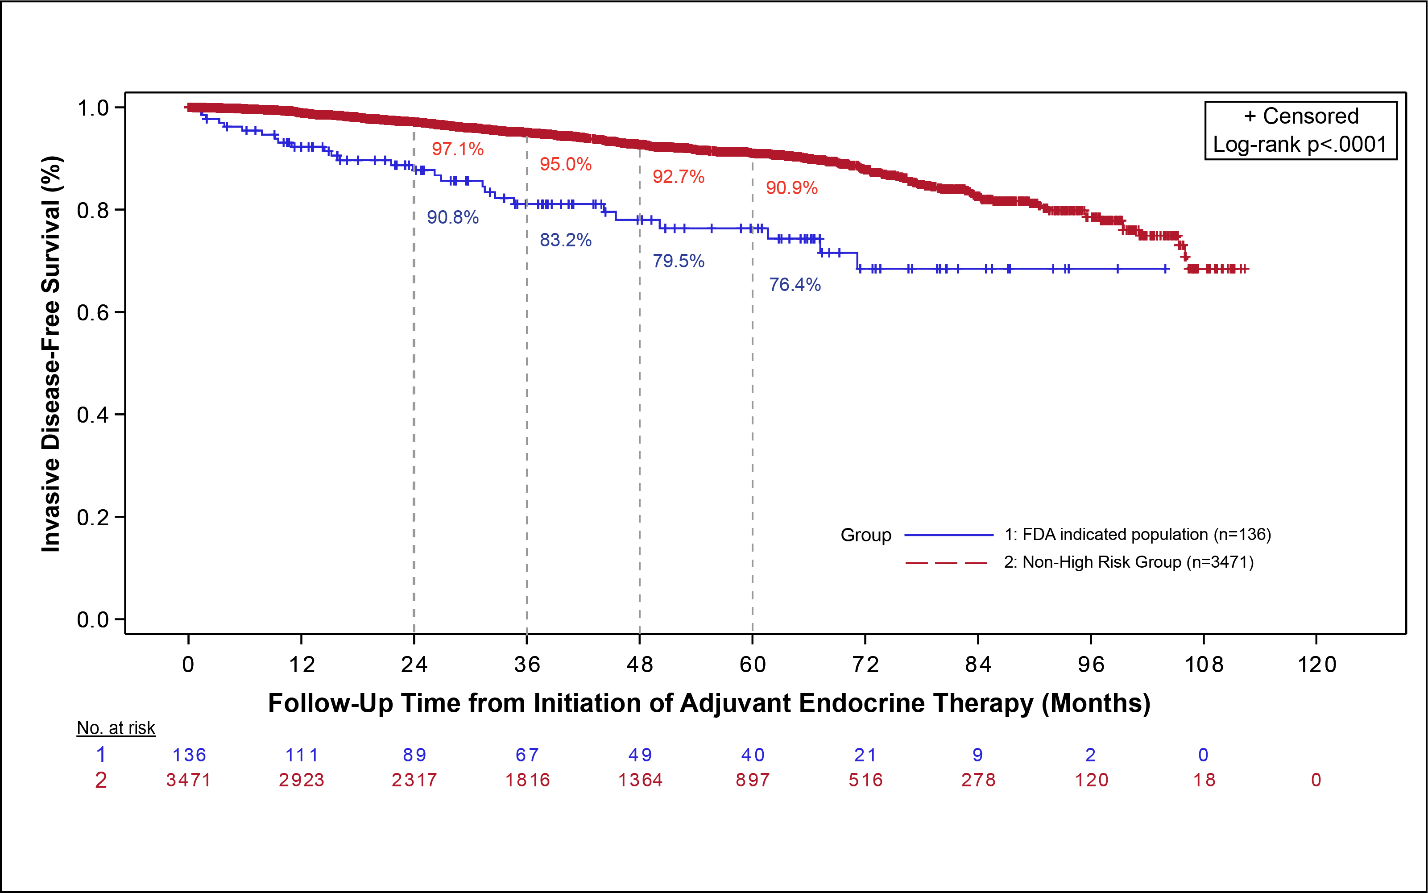 + Censored
Log-rank p<.0001
Invasive Disease-Free Survival (%)
1.0
0.8
0.6
0.4
0.2
0.0
97.1%
95.0%
92.7%
90.9%
90.8%
83.2%
79.5%
76.4%
Group
1: FDA indicated population (n=136)
2: Non-High Risk Group (n=3471)
0 12 24 36 48 60 72 84 96 108 120
Follow-Up Time from Initiation of Adjuvant Endocrine Therapy (Months)
No. at risk
1 136 111 89 67 49 40 21 9 2 0
2 3471 2923 2317 1816 1364 897 516 278 120 18 0